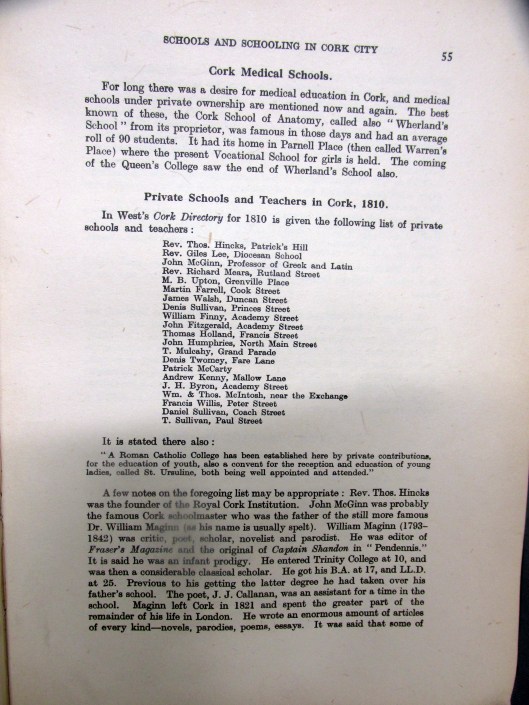 SCHOOLS AND SCHOOLING IN CORK CITY
55
Cork Medical Schools.
For long there was a desire for medical education in Cork, and medical
schools under private ownership are mentioned now and again. The best
known of these, the Cork School of Anatomy, called also "Wherland's
School" from its proprietor, was famous in those days and had an average
roll of 90 students. It had its home in Parnell Place (then called Warren's
Place) where the present Vocational School for girls is held. The coming
of the Queen's College saw the end of Wherland's School also.
Private Schools and Teachers in Cork, 1810.
In West's Cork Directory for 1810 is given the following list of private
schools and teachers :
Rev. Thos. Hincks, Patrick's Hill
Rev. Giles Lee, Diocesan School
John McGinn, Professor of Greek and Latin
Rev. Richard Meara, Rutland Street
M. B. Upton, Grenville Place
Martin Farrell, Cook Street
James Walsh, Duncan Street
Denis Sullivan, Princes Street
William Finny, Academy Street
John Fitzgerald, Academy Street
Thomas Holland, Francis Street
John Humphries, North Main Street
T. Mulcahy, Grand Parade
Denis Twomey, Fare Lane
Patrick McCarty
Andrew Kenny, Mallow Lane
J. H. Byron, Academy Street
Wm. & Thos. McIntosh, near the Exchange
Francis Willis, Peter Street
Daniel Sullivan, Coach Street
T. Sullivan, Paul Street
It is stated there also :
"A Roman Catholic College has been established here by private contributions,
for the education of youth, also a convent for the reception and education of young
ladies, called St. Ursuline, both being well appointed and attended."
A few notes on the foregoing list may be appropriate : Rev. Thos. Hincks
was the founder of the Royal Cork Institution. John McGinn was probably
the famous Cork schoolmaster who was the father of the still more famous
Dr. William Maginn (as his name is usually spelt). William Maginn (1793–
1842) was critic, poet, scholar, novelist and parodist. He was editor of
Fraser's Magazine and the original of Captain Shandon in "Pendennis."
It is said he was an infant prodigy. He entered Trinity College at 10, and
was then a considerable classical scholar. He got his B.A. at 17, and LL.D.
at 25. Previous to his getting the latter degree he had taken over his
father's school. The poet, J. J. Callanan, was an assistant for a time in the
school. Maginn left Cork in 1821 and spent the greater part of the
remainder of his life in London. He wrote an enormous amount of articles
of every kind—novels, parodies, poems, essays. It was said that some of